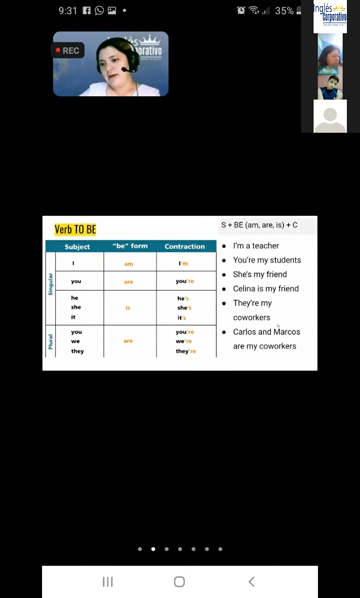 9:31
35%
Inglés
Corporativo
REC
Inglés
Corporativo
Verb TO BE
S + BE (am, are, is) + C
Subject "be" form Contraction
Singular
I am I'm
you are you're
he he's
she is she's
it it's
Plural
you you're
we are we're
they they're
I'm a teacher
You're my students
She's my friend
Celina is my friend
They're my
coworkers
Carlos and Marcos
are my coworkers